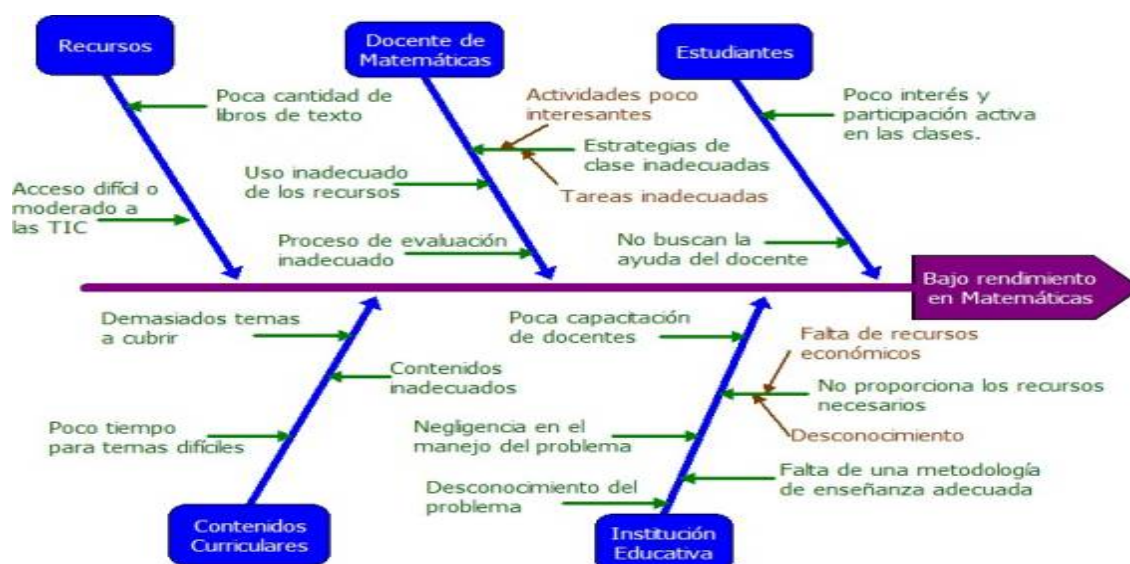 Recursos
Docente de
Matemáticas
Estudiantes
Poca cantidad de
libros de texto
Acceso difícil o
moderado a
las TIC
Actividades poco
interesantes
Estrategias de
clase inadecuadas
Tareas inadecuadas
Uso inadecuado
de los recursos
Proceso de evaluación
inadecuado
Poco interés y
participación activa
en las clases.
No buscan la
ayuda del docente
Bajo rendimiento
en Matemáticas
Demasiados temas
a cubrir
Contenidos
inadecuados
Poco tiempo
para temas difíciles
Contenidos
Curriculares
Poca capacitación
de docentes
Falta de recursos
económicos
No proporciona los recursos
necesarios
Desconocimiento
Negligencia en el
manejo del problema
Falta de una metodología
de enseñanza adecuada
Desconocimiento del
problema
Institución
Educativa